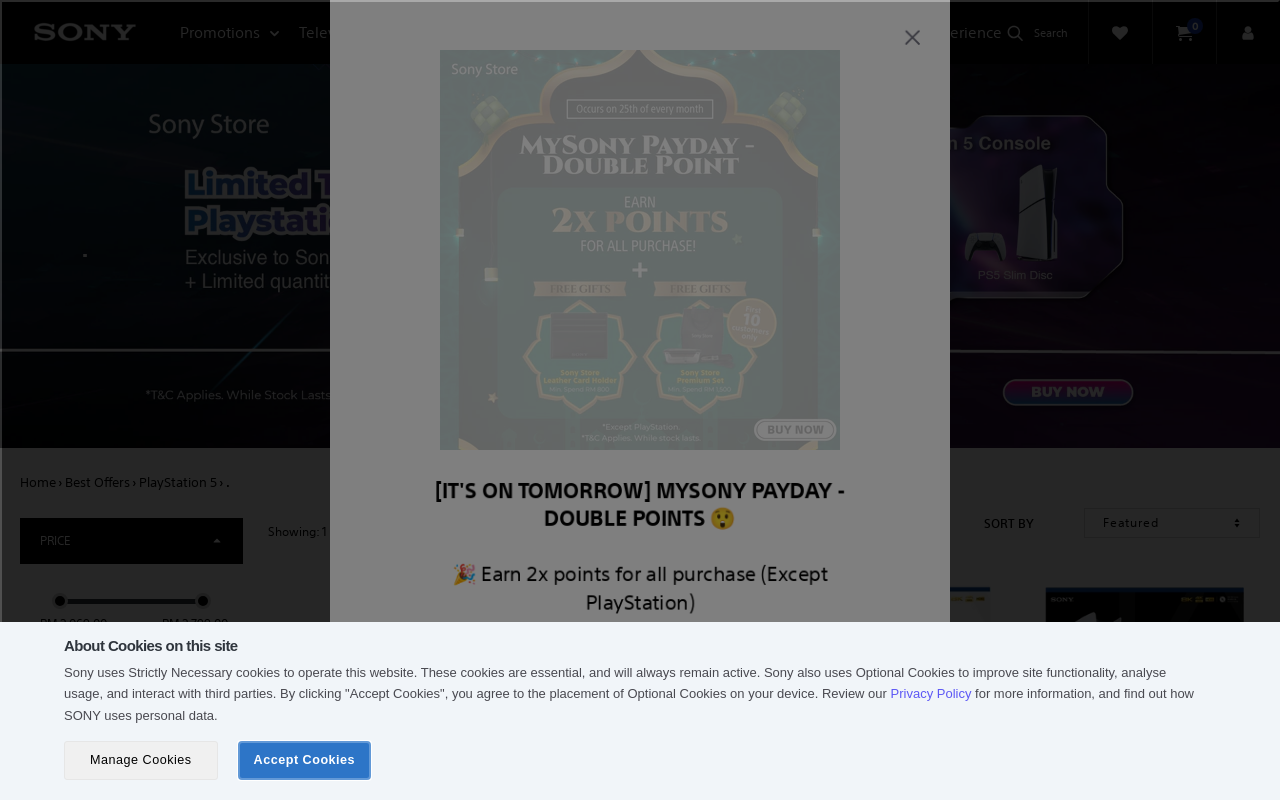 SONY
Promotions
erience
Search
0
Sony Store
Limited T
Playstation
Exclusive to Son
+ Limited quantit
*T&C Applies. While Stock Lasts
5 Console
PS5 Slim Disc
BUY NOW
Sony Store
Occurs on 25th of every month
MySony Payday -
Double Point
EARN
2X POINTS
FOR ALL PURCHASE!
+
FREE GIFTS
FREE GIFTS
10
Sony Store
Leather Card Holder
Sony Store
Premium Set
*Except PlayStation.
*T&C Applies. While stock lasts.
BUY NOW
[IT'S ON TOMORROW] MYSONY PAYDAY -
DOUBLE POINTS 😲
🎉 Earn 2x points for all purchase (Except
PlayStation)
Home › Best Offers › PlayStation 5 › .
PRICE
Showing: 1
SORT BY
Featured
SONY
About Cookies on this site
Sony uses Strictly Necessary cookies to operate this website. These cookies are essential, and will always remain active. Sony also uses Optional Cookies to improve site functionality, analyse
usage, and interact with third parties. By clicking "Accept Cookies", you agree to the placement of Optional Cookies on your device. Review our Privacy Policy for more information, and find out how
SONY uses personal data.
Manage Cookies
Accept Cookies